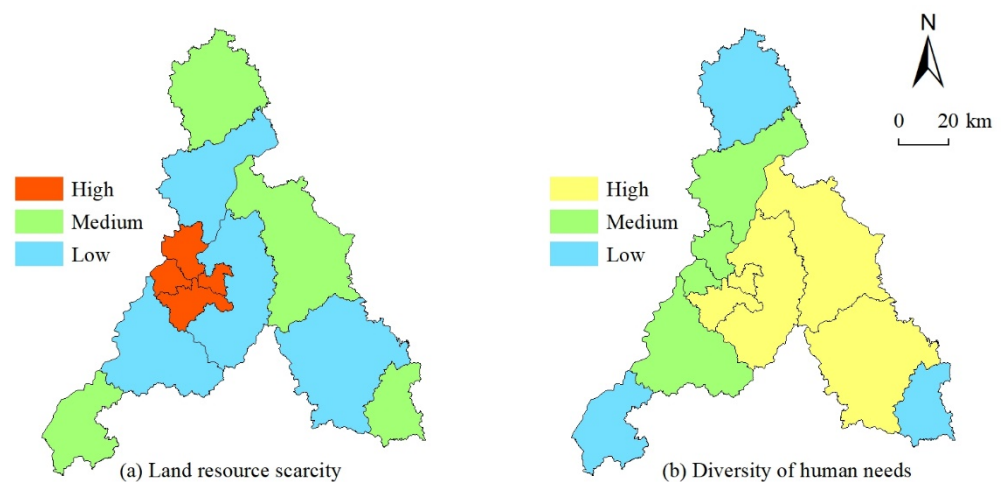 N
0 20 km
High
Medium
Low
High
Medium
Low
(a) Land resource scarcity
(b) Diversity of human needs